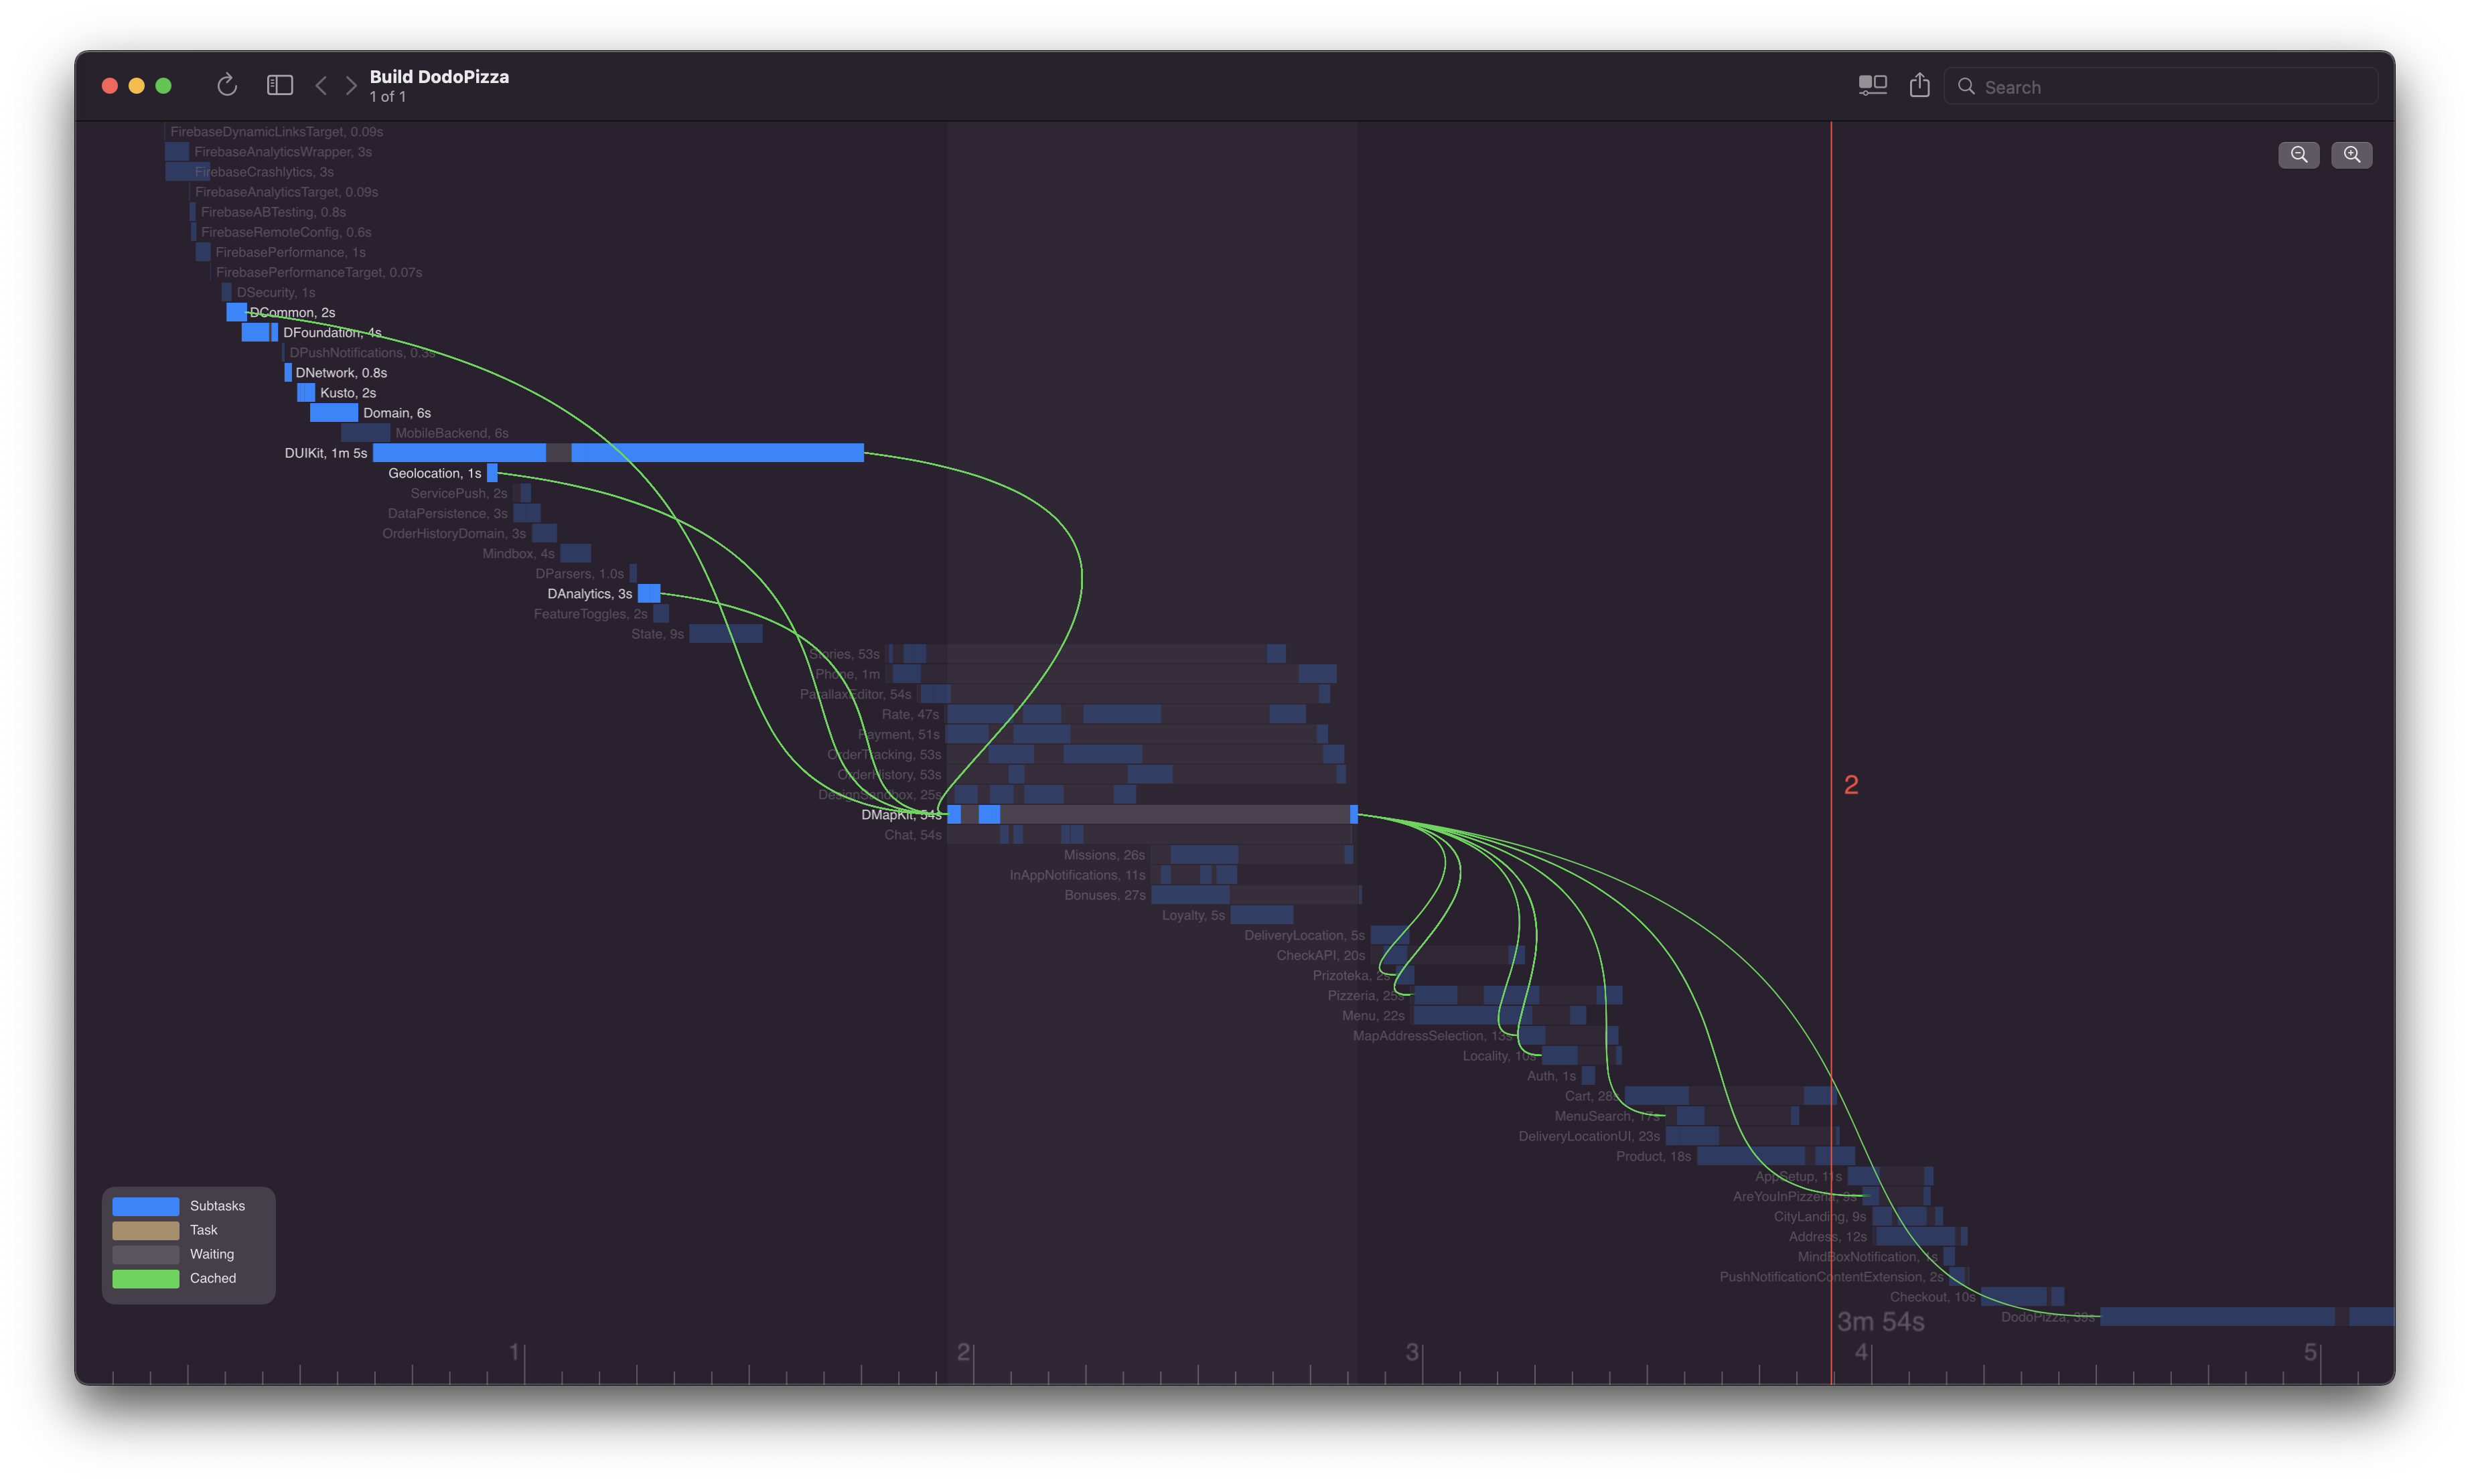 Build DodoPizza
1 of 1
Search
FirebaseDynamicLinksTarget, 0.09s
FirebaseAnalyticsWrapper, 3s
FirebaseCrashlytics, 3s
FirebaseAnalyticsTarget, 0.09s
FirebaseABTesting, 0.8s
FirebaseRemoteConfig, 0.6s
FirebasePerformance, 1s
FirebasePerformanceTarget, 0.07s
DSecurity, 1s
DCommon, 2s
DFoundation, 4s
DPushNotifications, 0.3s
DNetwork, 0.8s
Kusto, 2s
Domain, 6s
MobileBackend, 6s
DUIKit, 1m 5s
Geolocation, 1s
ServicePush, 2s
DataPersistence, 3s
OrderHistoryDomain, 3s
Mindbox, 4s
DParsers, 1.0s
DAnalytics, 3s
FeatureToggles, 2s
State, 9s
Stories, 53s
Phone, 1m
ParallaxEditor, 54s
Rate, 47s
Payment, 51s
OrderTracking, 53s
OrderHistory, 53s
2
DesignSandbox, 25s
DMapKit, 54s
Chat, 54s
Missions, 26s
InAppNotifications, 11s
Bonuses, 27s
Loyalty, 5s
DeliveryLocation, 5s
CheckAPI, 20s
Prizoteka, 2s
Pizzeria, 25s
Menu, 22s
MapAddressSelection, 13s
Locality, 10s
Auth, 1s
Cart, 28s
MenuSearch, 17s
DeliveryLocationUI, 23s
Product, 18s
AppSetup, 11s
AreYouInPizzeria, 9s
CityLanding, 9s
Address, 12s
MindBoxNotification, 1s
PushNotificationContentExtension, 2s
Checkout, 10s
DodoPizza, 39s
Subtasks
Task
Waiting
Cached
3m 54s
1 2 3 4 5